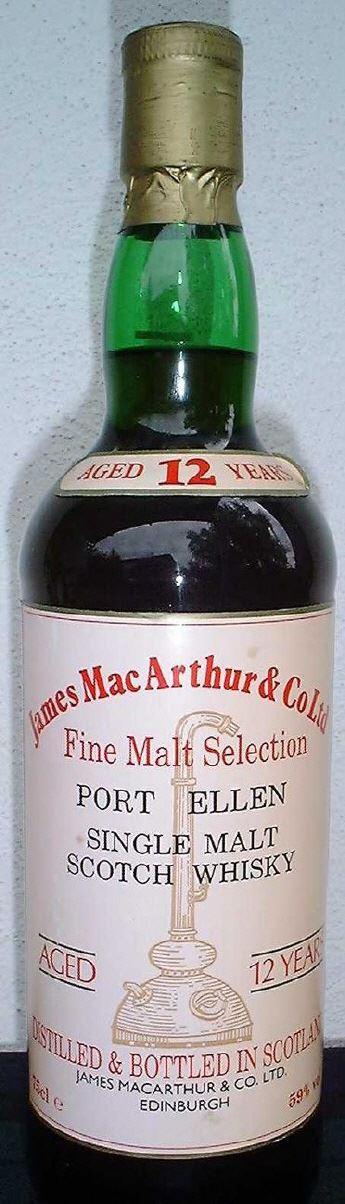 AGED 12 YEARS
James MacArthur & Co Ltd
Fine Malt Selection
PORT ELLEN
SINGLE MALT
SCOTCH WHISKY
AGED 12 YEARS
DISTILLED & BOTTLED IN SCOTLAND
JAMES MACARTHUR & CO. LTD.
EDINBURGH
75cl e 59% vol